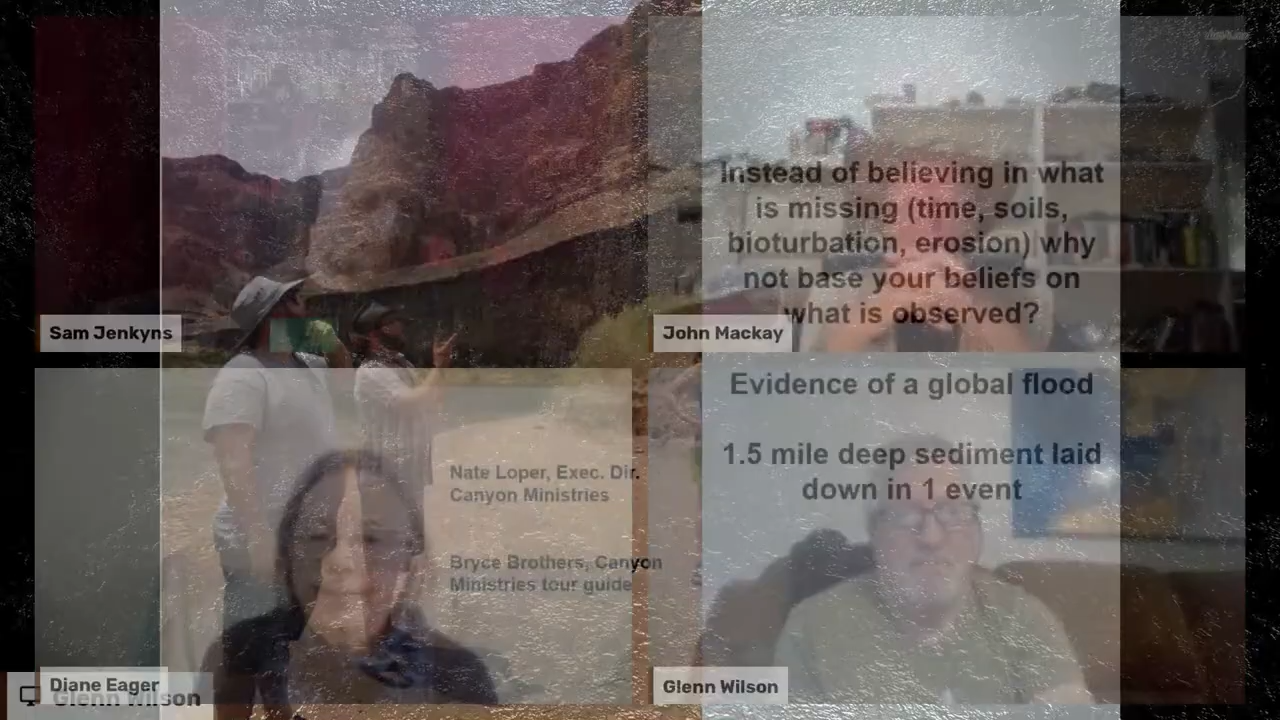 Instead of believing in what
is missing (time, soils,
bioturbation, erosion) why
not base your beliefs on
what is observed?
Sam Jenkyns
John Mackay
Evidence of a global flood
1.5 mile deep sediment laid
down in 1 event
Nate Loper, Exec. Dir.
Canyon Ministries
Bryce Brothers, Canyon
Ministries tour guide
Diane Eager
Glenn Wilson
Glenn Wilson